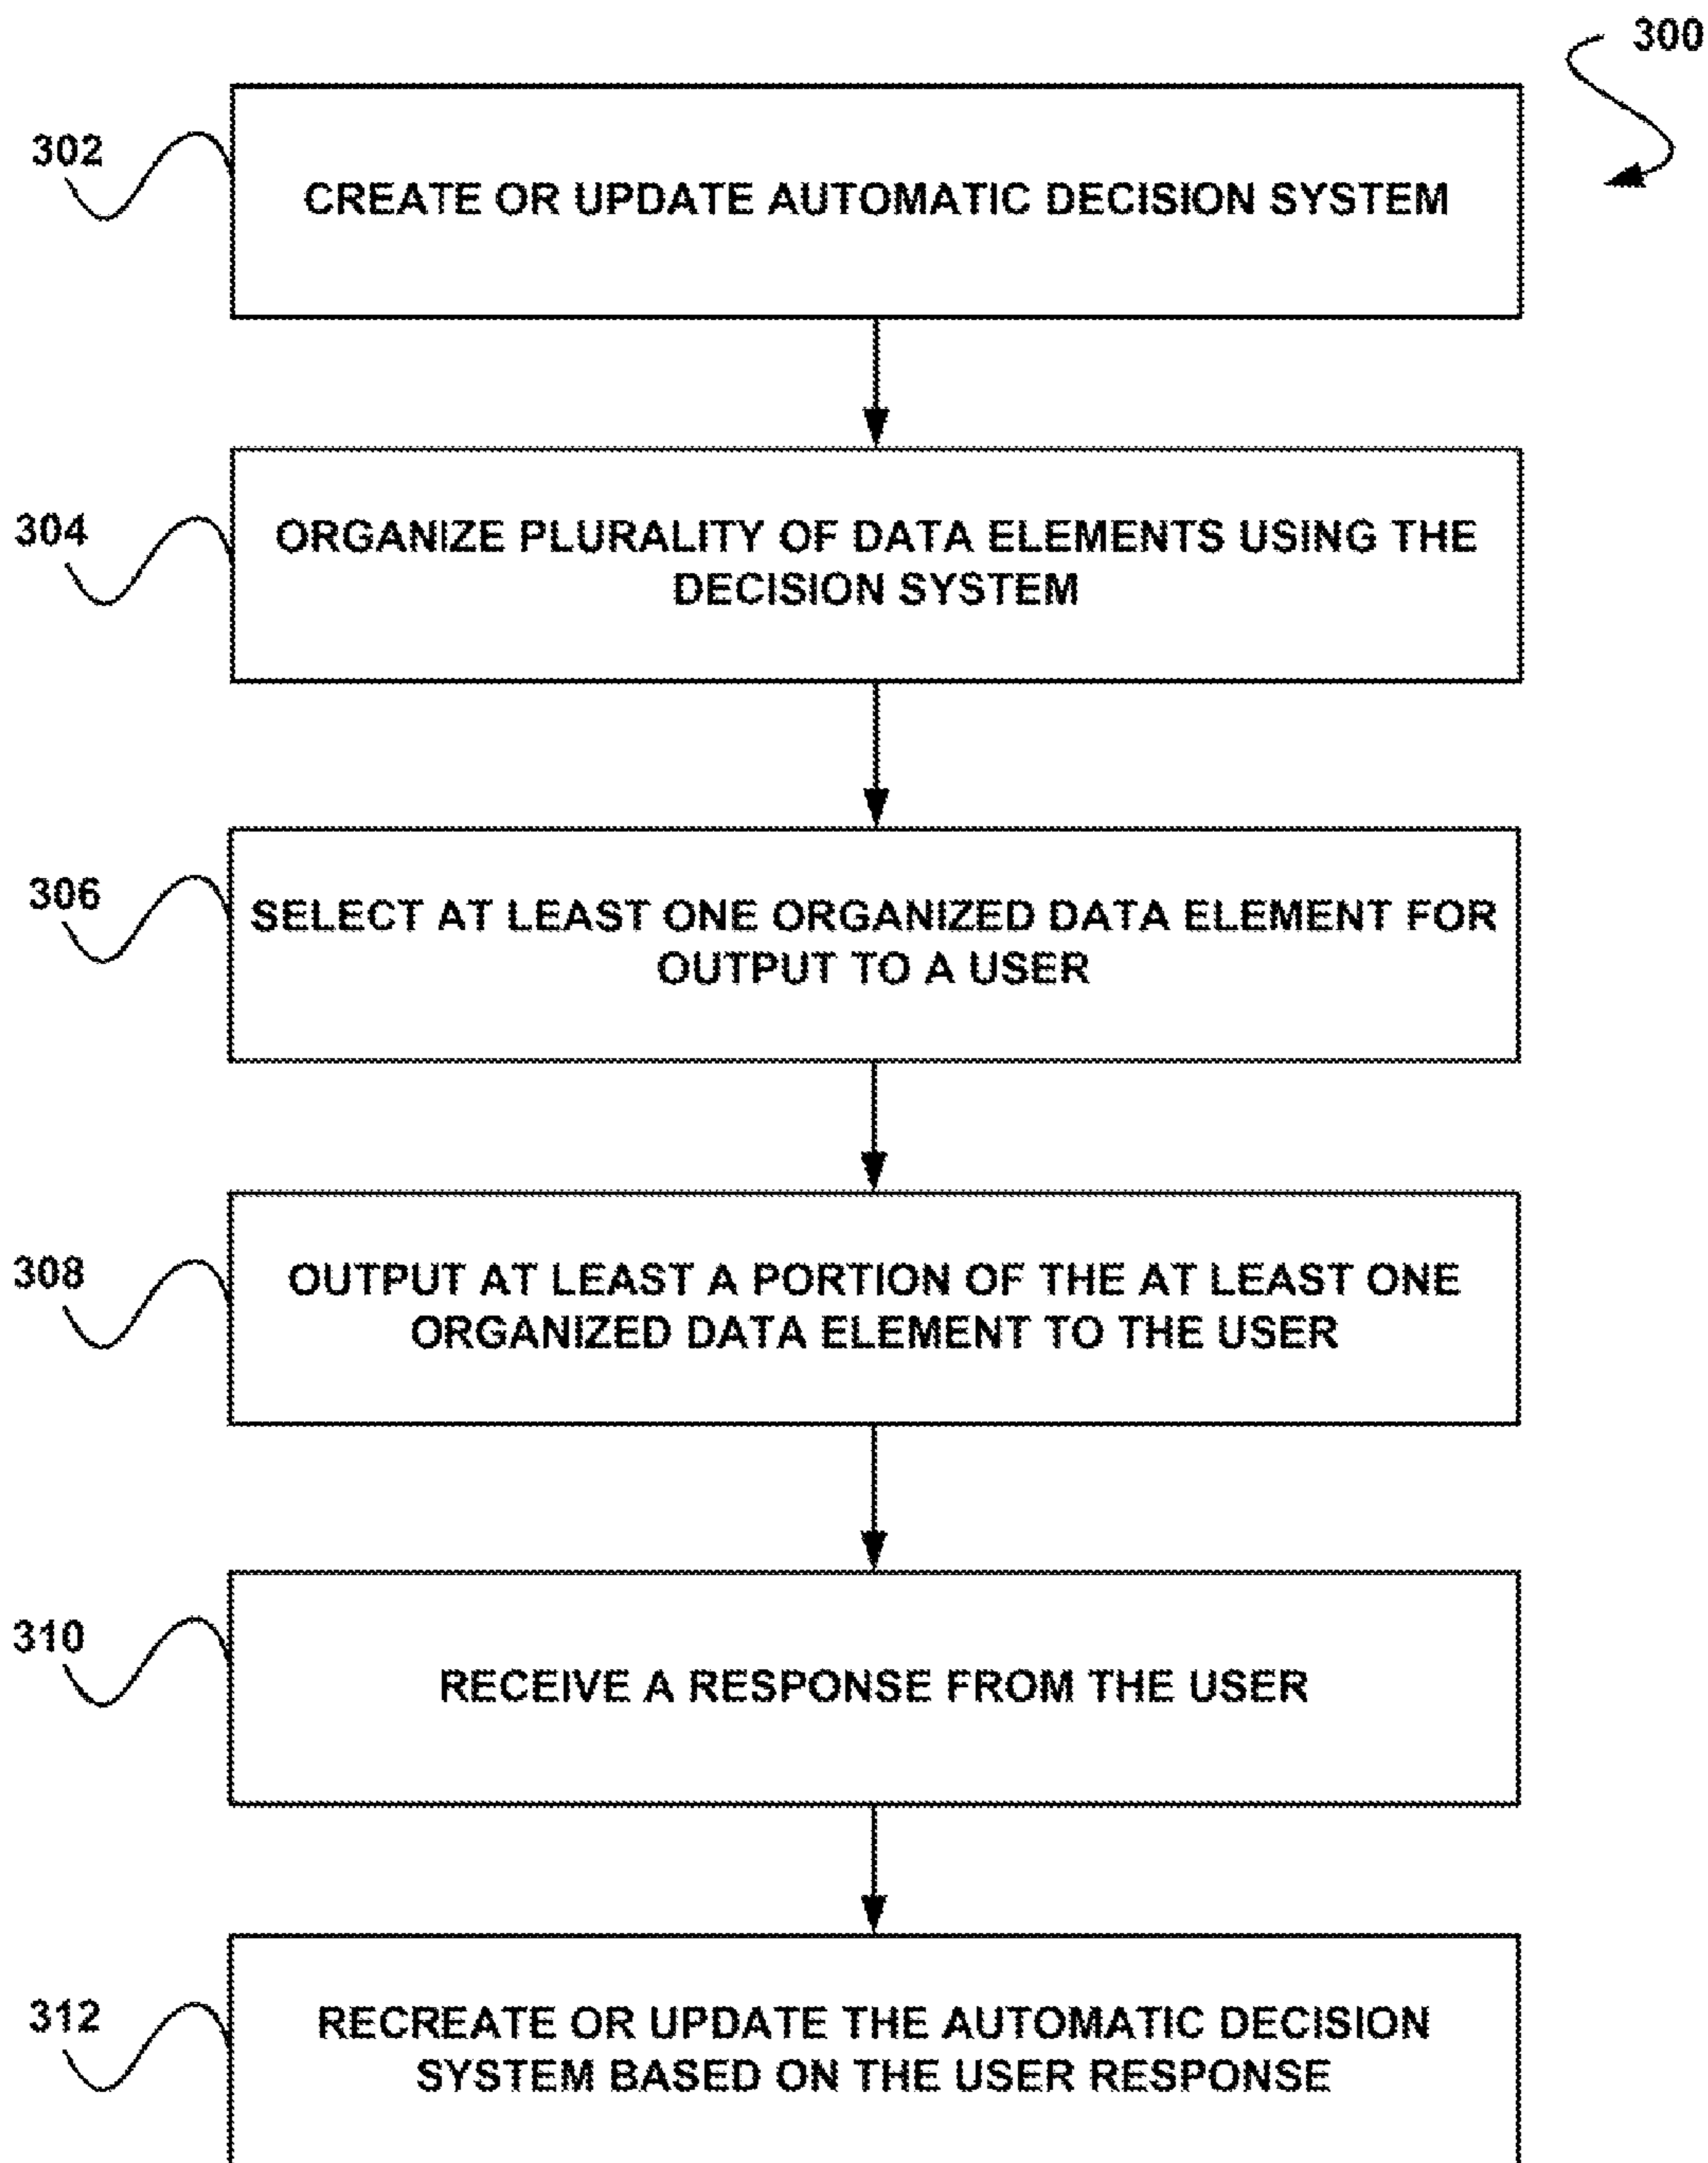 300
302
CREATE OR UPDATE AUTOMATIC DECISION SYSTEM
304
ORGANIZE PLURALITY OF DATA ELEMENTS USING THE
DECISION SYSTEM
306
SELECT AT LEAST ONE ORGANIZED DATA ELEMENT FOR
OUTPUT TO A USER
308
OUTPUT AT LEAST A PORTION OF THE AT LEAST ONE
ORGANIZED DATA ELEMENT TO THE USER
310
RECEIVE A RESPONSE FROM THE USER
312
RECREATE OR UPDATE THE AUTOMATIC DECISION
SYSTEM BASED ON THE USER RESPONSE